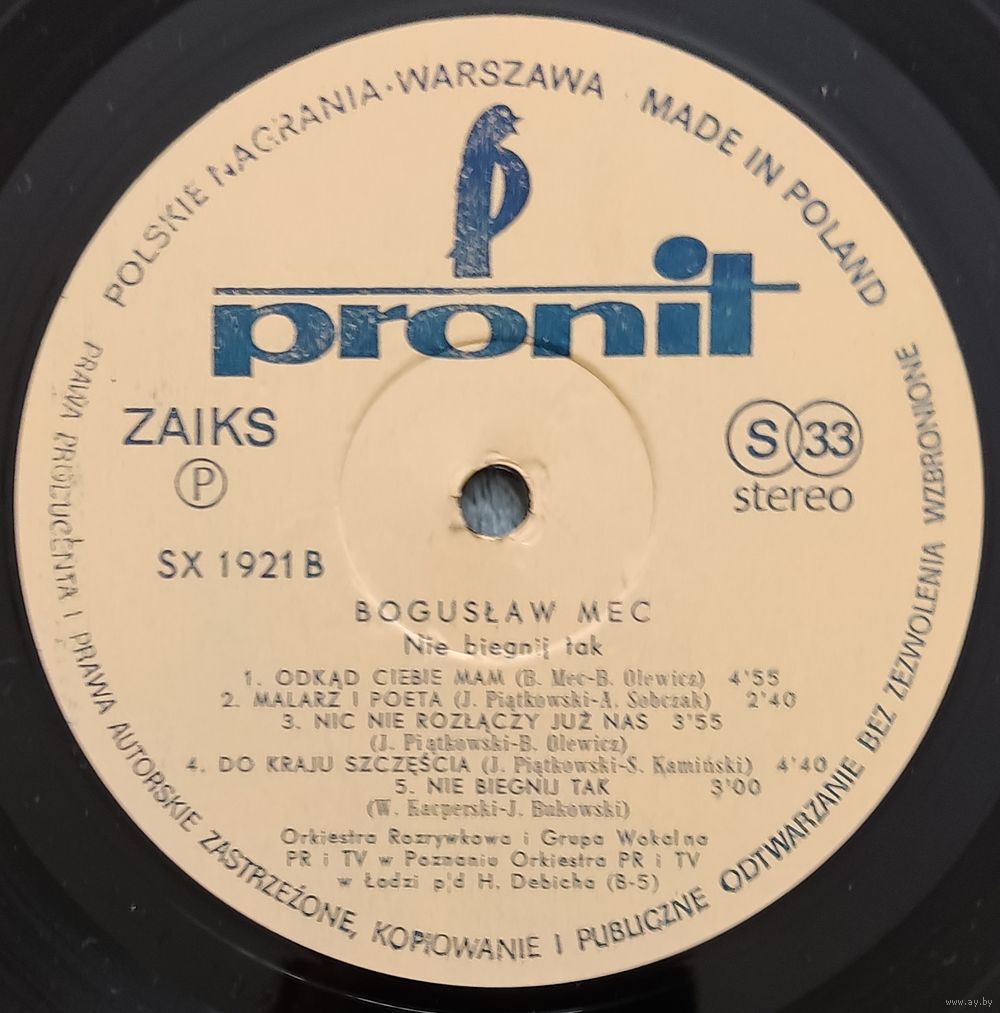 POLSKIE NAGRANIA·WARSZAWA MADE IN POLAND
pronit
ZAIKS
P
S 33
stereo
SX 1921 B
BOGUSŁAW MEC
Nie biegnij tak
1. ODKĄD CIEBIE MAM (B. Mec-B. Olewicz) 4'55
2. MALARZ I POETA (J. Piątkowski-A. Sobczak) 2'40
3. NIC NIE ROZŁĄCZY JUŻ NAS 3'55
(J. Piątkowski-B. Olewicz)
4. DO KRAJU SZCZĘŚCIA (J. Piątkowski-S. Kamiński) 4'40
5. NIE BIEGNIJ TAK 3'00
(W. Kacperski-J. Bukowski)
Orkiestra Rozrywkowa i Grupa Wokalna
PR i TV w Poznaniu Orkiestra PR i TV
w Łodzi p/d H. Debicha (B-5)
PRAWA PRODUCENTA I PRAWA AUTORSKIE ZASTRZEŻONE, KOPIOWANIE I PUBLICZNE ODTWARZANIE BEZ ZEZWOLENIA WZBRONIONE
www.ay.by